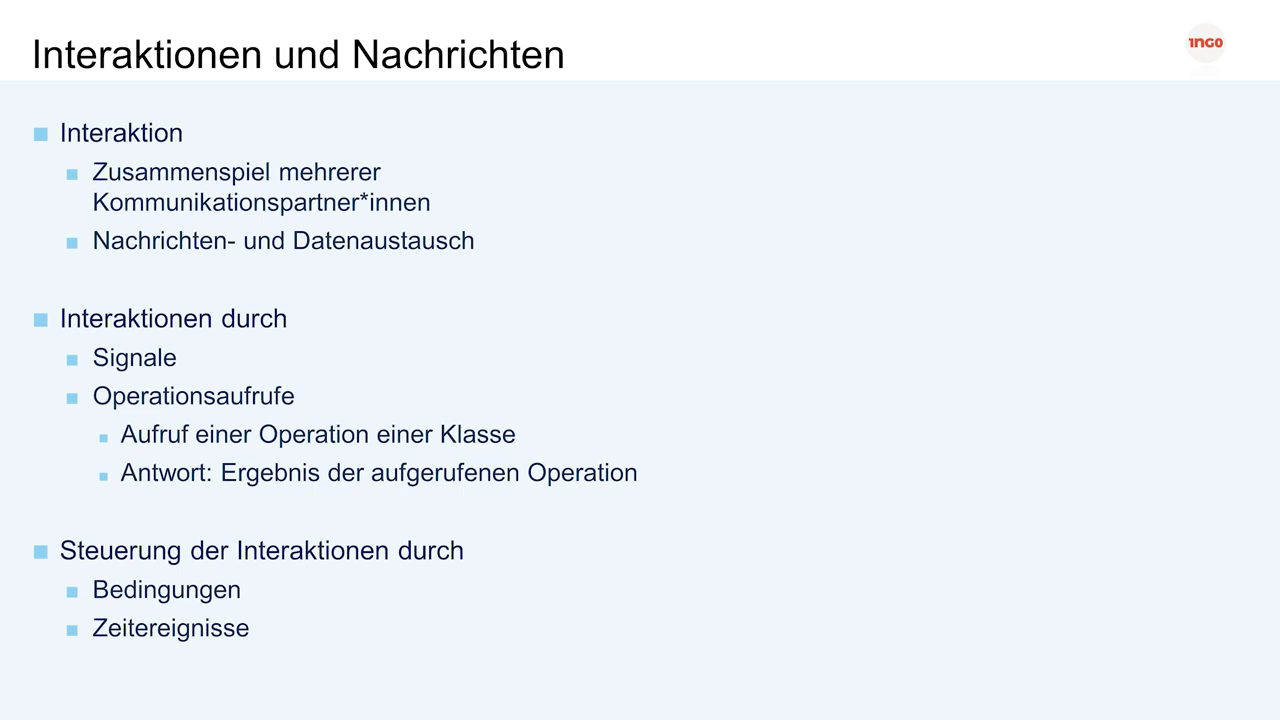 Interaktionen und Nachrichten
1NGO
Interaktion
Zusammenspiel mehrerer
Kommunikationspartner*innen
Nachrichten- und Datenaustausch
Interaktionen durch
Signale
Operationsaufrufe
Aufruf einer Operation einer Klasse
Antwort: Ergebnis der aufgerufenen Operation
Steuerung der Interaktionen durch
Bedingungen
Zeitereignisse